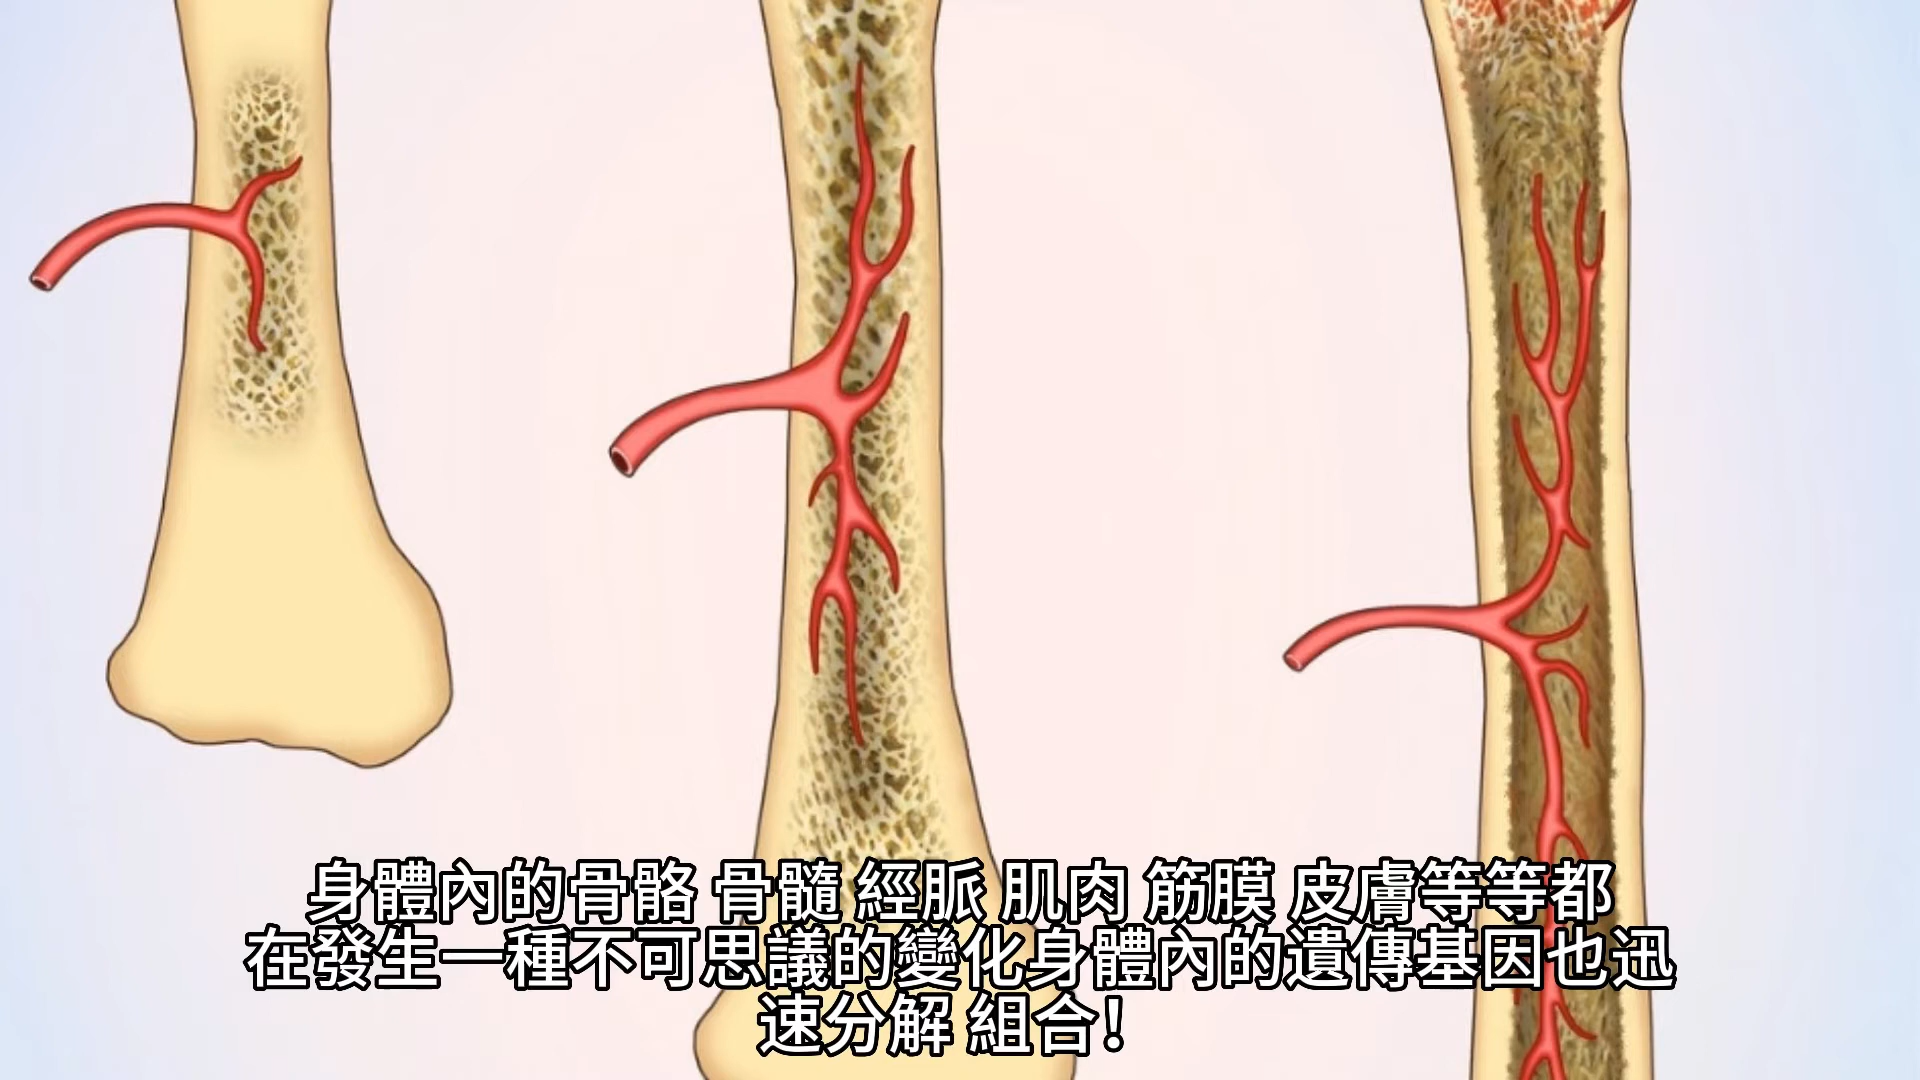 身體內的骨骼 骨髓 經脈 肌肉 筋膜 皮膚等等都
在發生一種不可思議的變化身體內的遺傳基因也迅
速分解 組合！